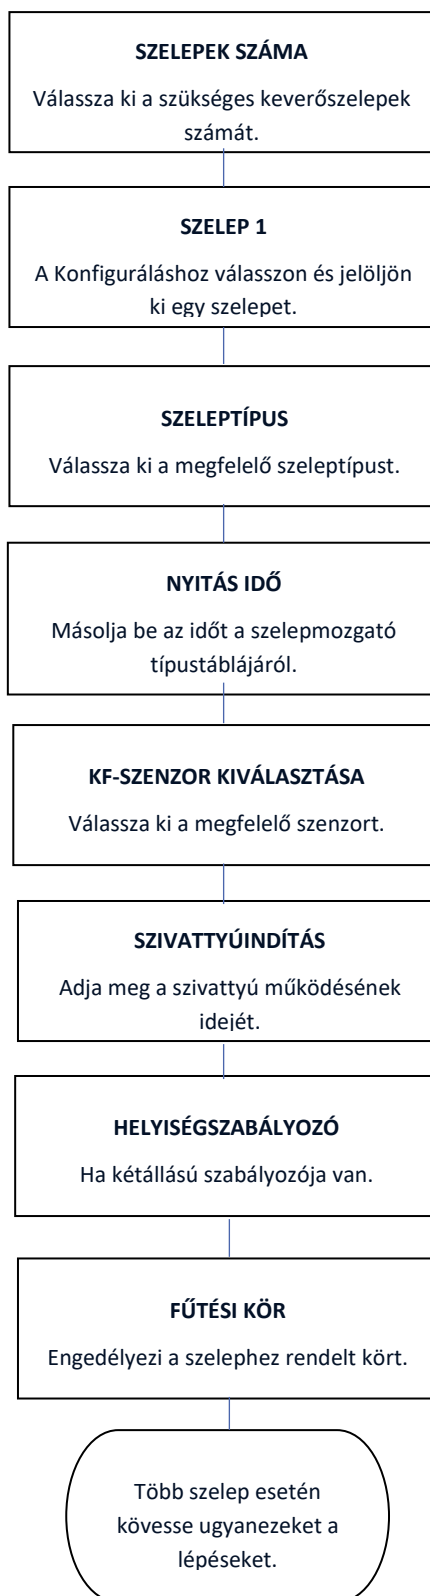 SZELEPEK SZÁMA
Válassza ki a szükséges keverőszelepek
számát.
SZELEP 1
A Konfiguráláshoz válasszon és jelöljön
ki egy szelepet.
SZELEPTÍPUS
Válassza ki a megfelelő szeleptípust.
NYITÁS IDŐ
Másolja be az időt a szelepmozgató
típustáblájáról.
KF-SZENZOR KIVÁLASZTÁSA
Válassza ki a megfelelő szenzort.
SZIVATTYÚINDÍTÁS
Adja meg a szivattyú működésének
idejét.
HELYISÉGSZABÁLYOZÓ
Ha kétállású szabályozója van.
FŰTÉSI KÖR
Engedélyezi a szelephez rendelt kört.
Több szelep esetén
kövesse ugyanezeket a
lépéseket.